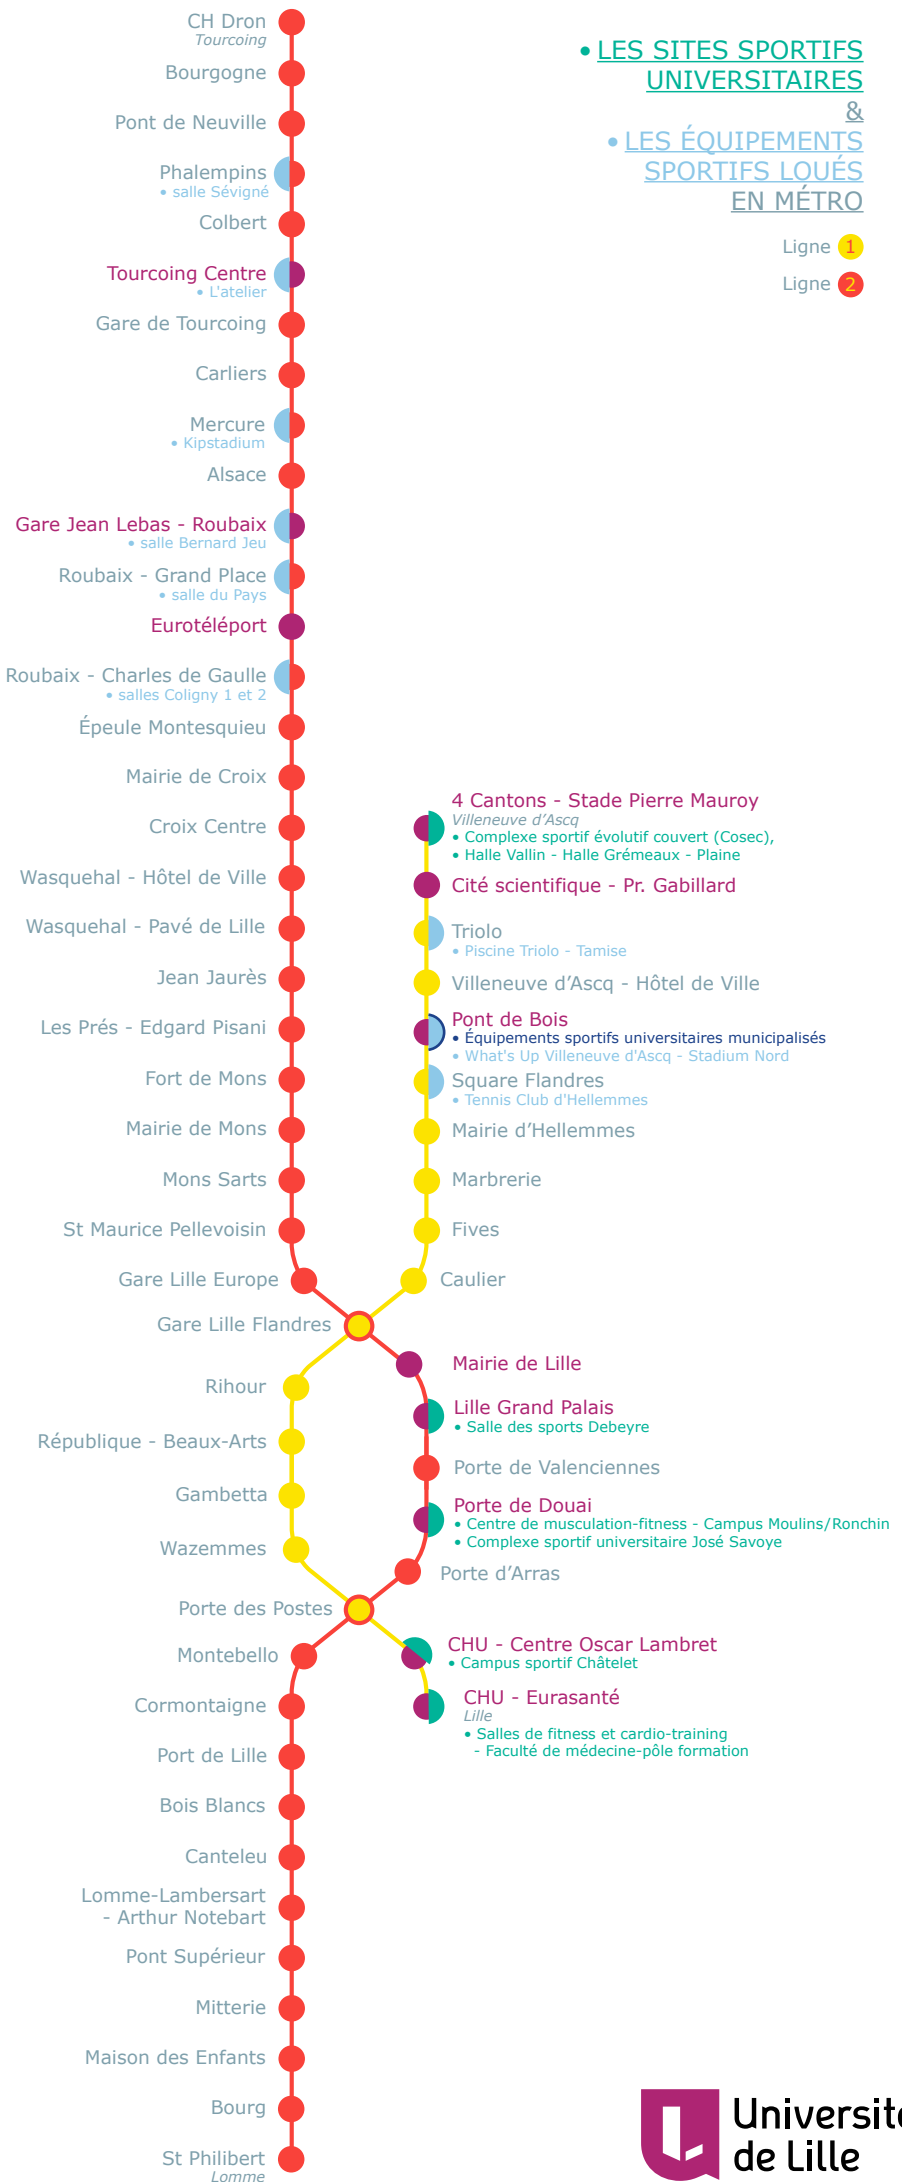 • LES SITES SPORTIFS
UNIVERSITAIRES
&
• LES ÉQUIPEMENTS
SPORTIFS LOUÉS
EN MÉTRO
Ligne 1
Ligne 2
CH Dron
Tourcoing
Bourgogne
Pont de Neuville
Phalempins
• salle Sévigné
Colbert
Tourcoing Centre
• L'atelier
Gare de Tourcoing
Carliers
Mercure
• Kipstadium
Alsace
Gare Jean Lebas - Roubaix
• salle Bernard Jeu
Roubaix - Grand Place
• salle du Pays
Eurotéléport
Roubaix - Charles de Gaulle
• salles Coligny 1 et 2
Épeule Montesquieu
Mairie de Croix
Croix Centre
Wasquehal - Hôtel de Ville
Wasquehal - Pavé de Lille
Jean Jaurès
Les Prés - Edgard Pisani
Fort de Mons
Mairie de Mons
Mons Sarts
St Maurice Pellevoisin
Gare Lille Europe
4 Cantons - Stade Pierre Mauroy
Villeneuve d'Ascq
• Complexe sportif évolutif couvert (Cosec),
• Halle Vallin - Halle Grémeaux - Plaine
Cité scientifique - Pr. Gabillard
Triolo
• Piscine Triolo - Tamise
Villeneuve d'Ascq - Hôtel de Ville
Pont de Bois
• Équipements sportifs universitaires municipalisés
• What's Up Villeneuve d'Ascq - Stadium Nord
Square Flandres
• Tennis Club d'Hellemmes
Mairie d'Hellemmes
Marbrerie
Fives
Caulier
Gare Lille Flandres
Rihour
République - Beaux-Arts
Gambetta
Wazemmes
Mairie de Lille
Lille Grand Palais
• Salle des sports Debeyre
Porte de Valenciennes
Porte de Douai
• Centre de musculation-fitness - Campus Moulins/Ronchin
• Complexe sportif universitaire José Savoye
Porte d'Arras
Porte des Postes
Montebello
Cormontaigne
Port de Lille
Bois Blancs
Canteleu
Lomme-Lambersart
- Arthur Notebart
Pont Supérieur
Mitterie
Maison des Enfants
Bourg
St Philibert
Lomme
CHU - Centre Oscar Lambret
• Campus sportif Châtelet
CHU - Eurasanté
Lille
• Salles de fitness et cardio-training
- Faculté de médecine-pôle formation
Université
de Lille